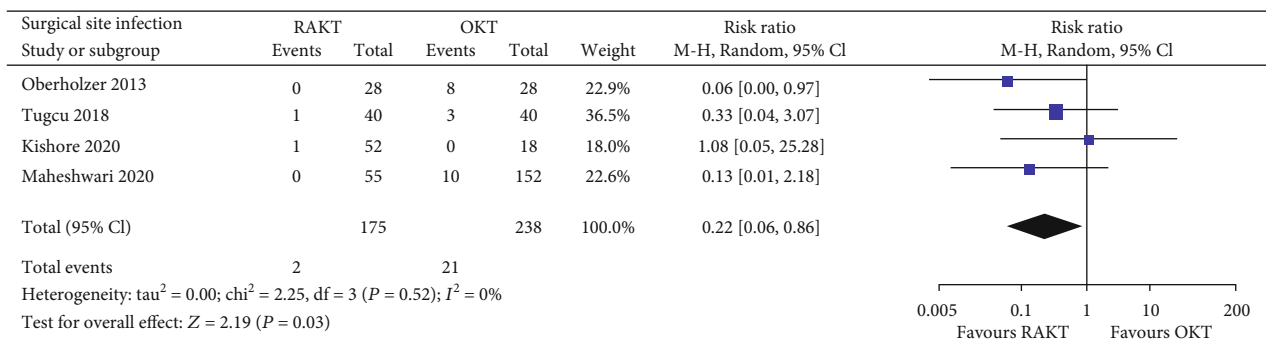 Surgical site infection RAKT OKT Risk ratio Risk ratio
Study or subgroup Events Total Events Total Weight M-H, Random, 95% Cl M-H, Random, 95% Cl
Oberholzer 2013 0 28 8 28 22.9% 0.06 [0.00, 0.97]
Tugcu 2018 1 40 3 40 36.5% 0.33 [0.04, 3.07]
Kishore 2020 1 52 0 18 18.0% 1.08 [0.05, 25.28]
Maheshwari 2020 0 55 10 152 22.6% 0.13 [0.01, 2.18]
Total (95% Cl) 175 238 100.0% 0.22 [0.06, 0.86]
Total events 2 21
Heterogeneity: tau² = 0.00; chi² = 2.25, df = 3 (P = 0.52); I² = 0%
Test for overall effect: Z = 2.19 (P = 0.03)
0.005 0.1 1 10 200
Favours RAKT Favours OKT